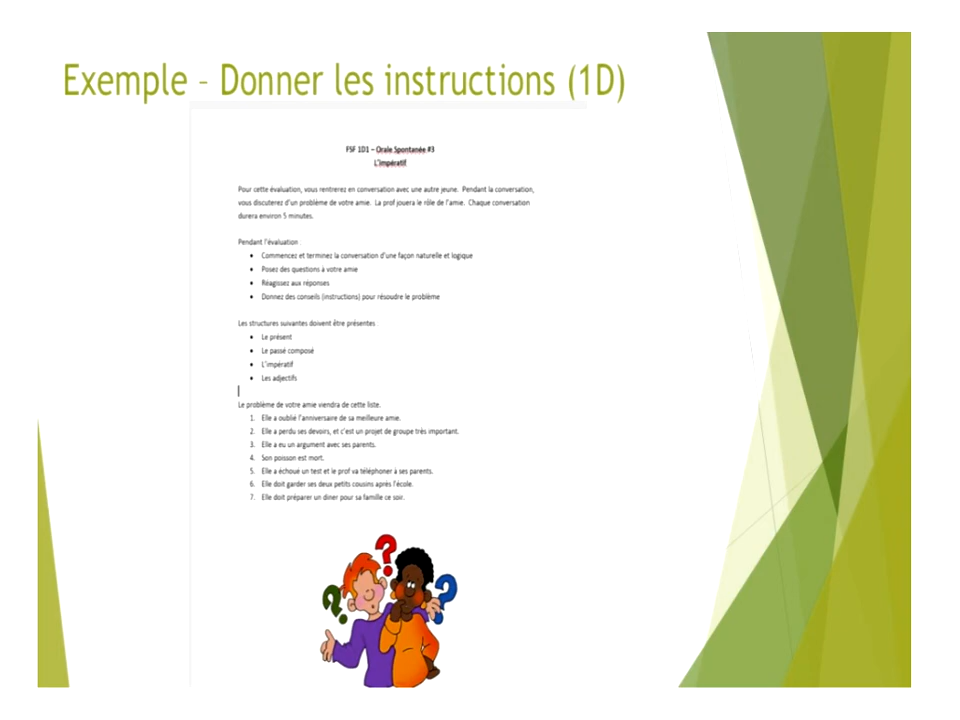 Exemple – Donner les instructions (1D)
FSF 1D1 – Orale Spontanée #3
L'impératif
Pour cette évaluation, vous rentrerez en conversation avec une autre jeune. Pendant la conversation,
vous discuterez d'un problème de votre amie. La prof jouera le rôle de l'amie. Chaque conversation
durera environ 5 minutes.
Pendant l'évaluation :
• Commencez et terminez la conversation d'une façon naturelle et logique
• Posez des questions à votre amie
• Réagissez aux réponses
• Donnez des conseils (instructions) pour résoudre le problème
Les structures suivantes doivent être présentes :
• Le présent
• Le passé composé
• L'impératif
• Les adjectifs
Le problème de votre amie viendra de cette liste.
1. Elle a oublié l'anniversaire de sa meilleure amie.
2. Elle a perdu ses devoirs, et c'est un projet de groupe très important.
3. Elle a eu un argument avec ses parents.
4. Son poisson est mort.
5. Elle a échoué un test et le prof va téléphoner à ses parents.
6. Elle doit garder ses deux petits cousins après l'école.
7. Elle doit préparer un diner pour sa famille ce soir.
? ? ? ?